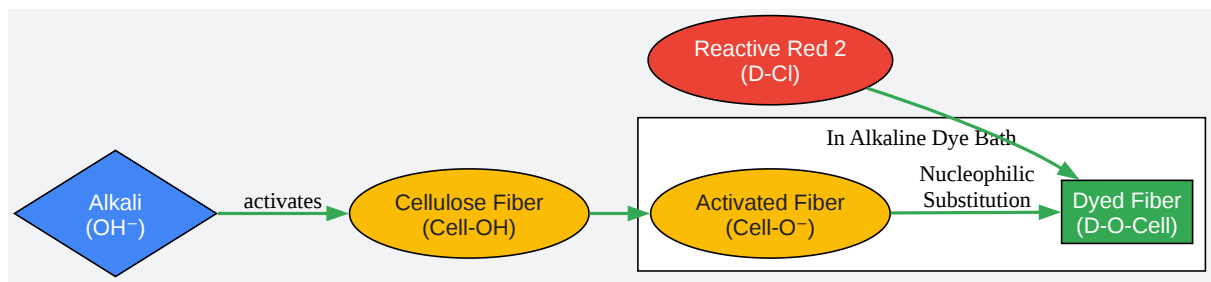 Reactive Red 2
(D-Cl)
In Alkaline Dye Bath
Alkali
(OH⁻)
activates
Cellulose Fiber
(Cell-OH)
Activated Fiber
(Cell-O⁻)
Nucleophilic
Substitution
Dyed Fiber
(D-O-Cell)